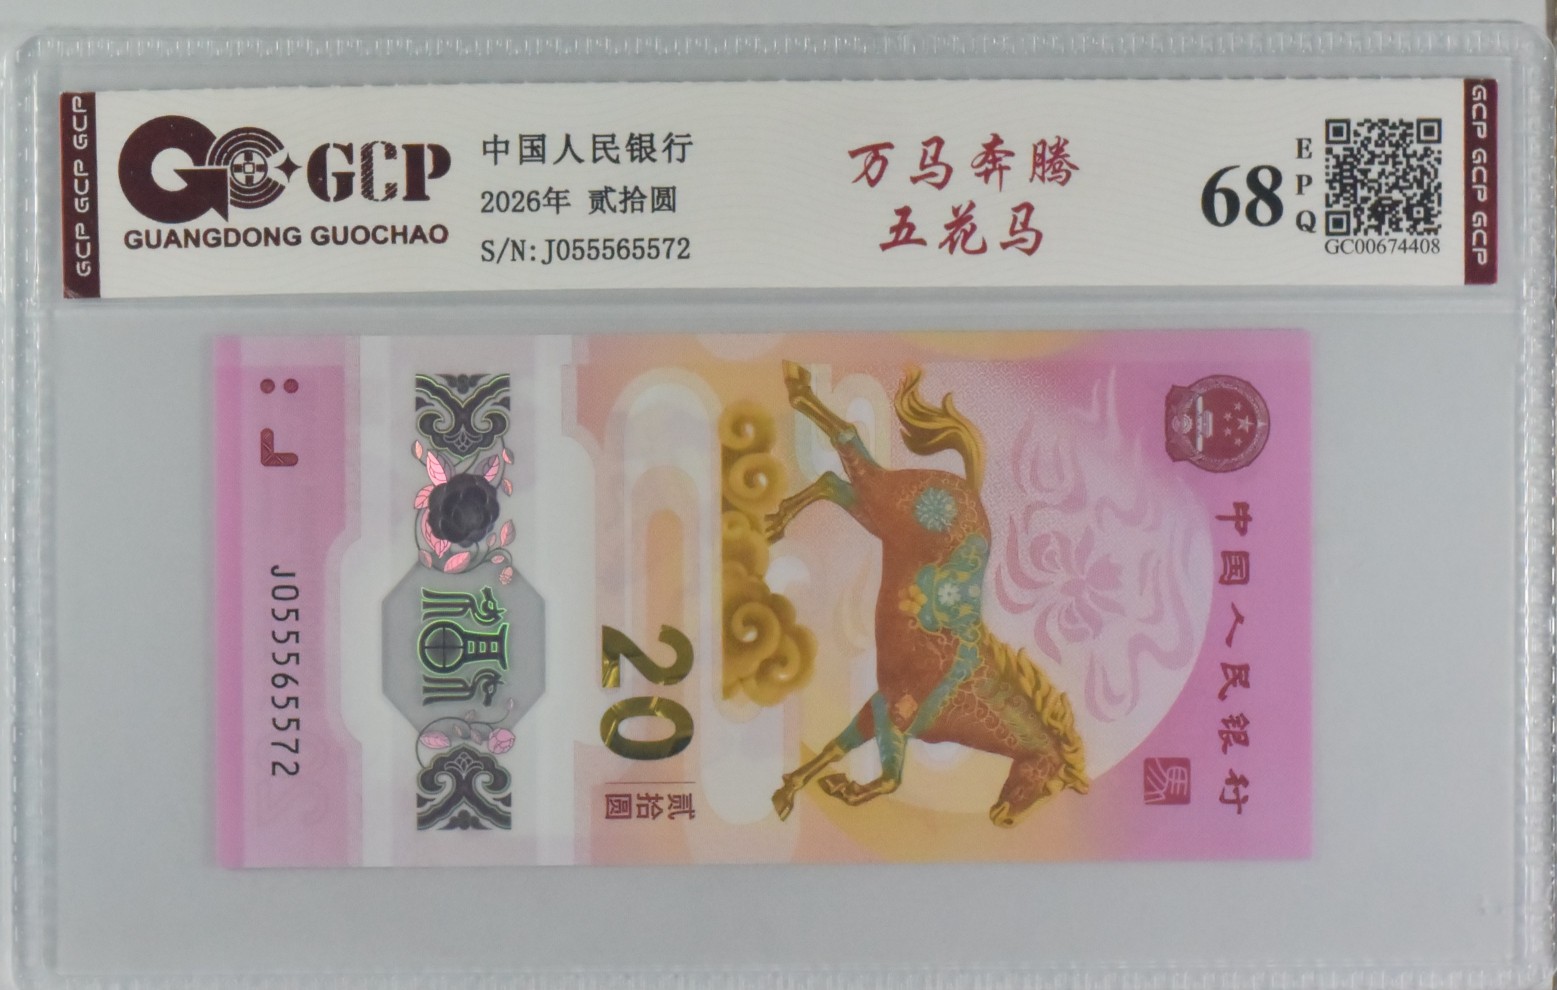 GCP GCP GCP
GCP
GUANGDONG GUOCHAO
中国人民银行
2026年 贰拾圆
S/N:J055565572
万马奔腾
五花马
68
EPQ
GC00674408
GCP GCP GCP
中国人民银行
馬
20
贰拾圆
J055565572